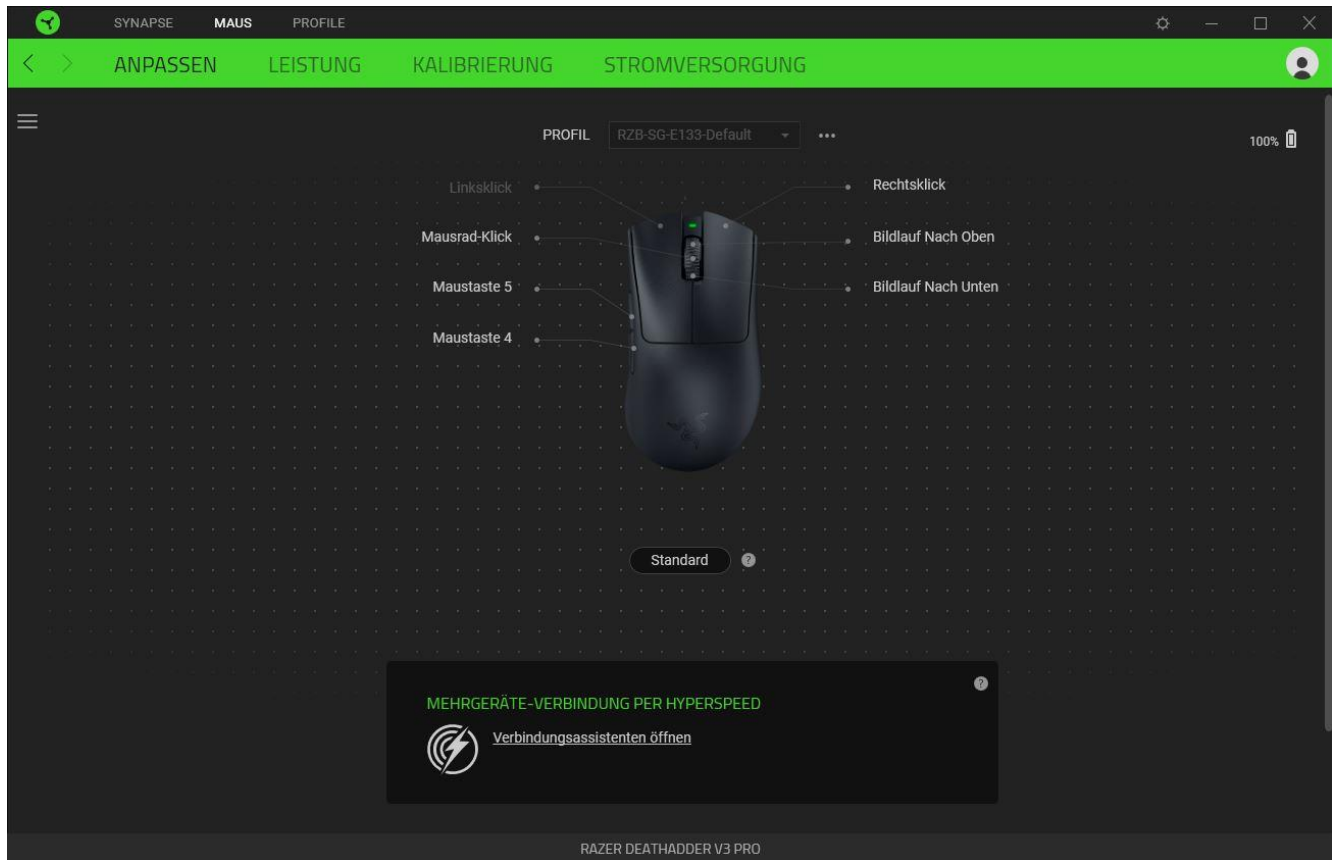 SYNAPSE MAUS PROFILE
ANPASSEN LEISTUNG KALIBRIERUNG STROMVERSORGUNG
PROFIL RZB-SG-E133-Default
100%
Linksklick Rechtsklick
Mausrad-Klick Bildlauf Nach Oben
Maustaste 5 Bildlauf Nach Unten
Maustaste 4
Standard ?
?
MEHRGERÄTE-VERBINDUNG PER HYPERSPEED
Verbindungsassistenten öffnen
RAZER DEATHADDER V3 PRO